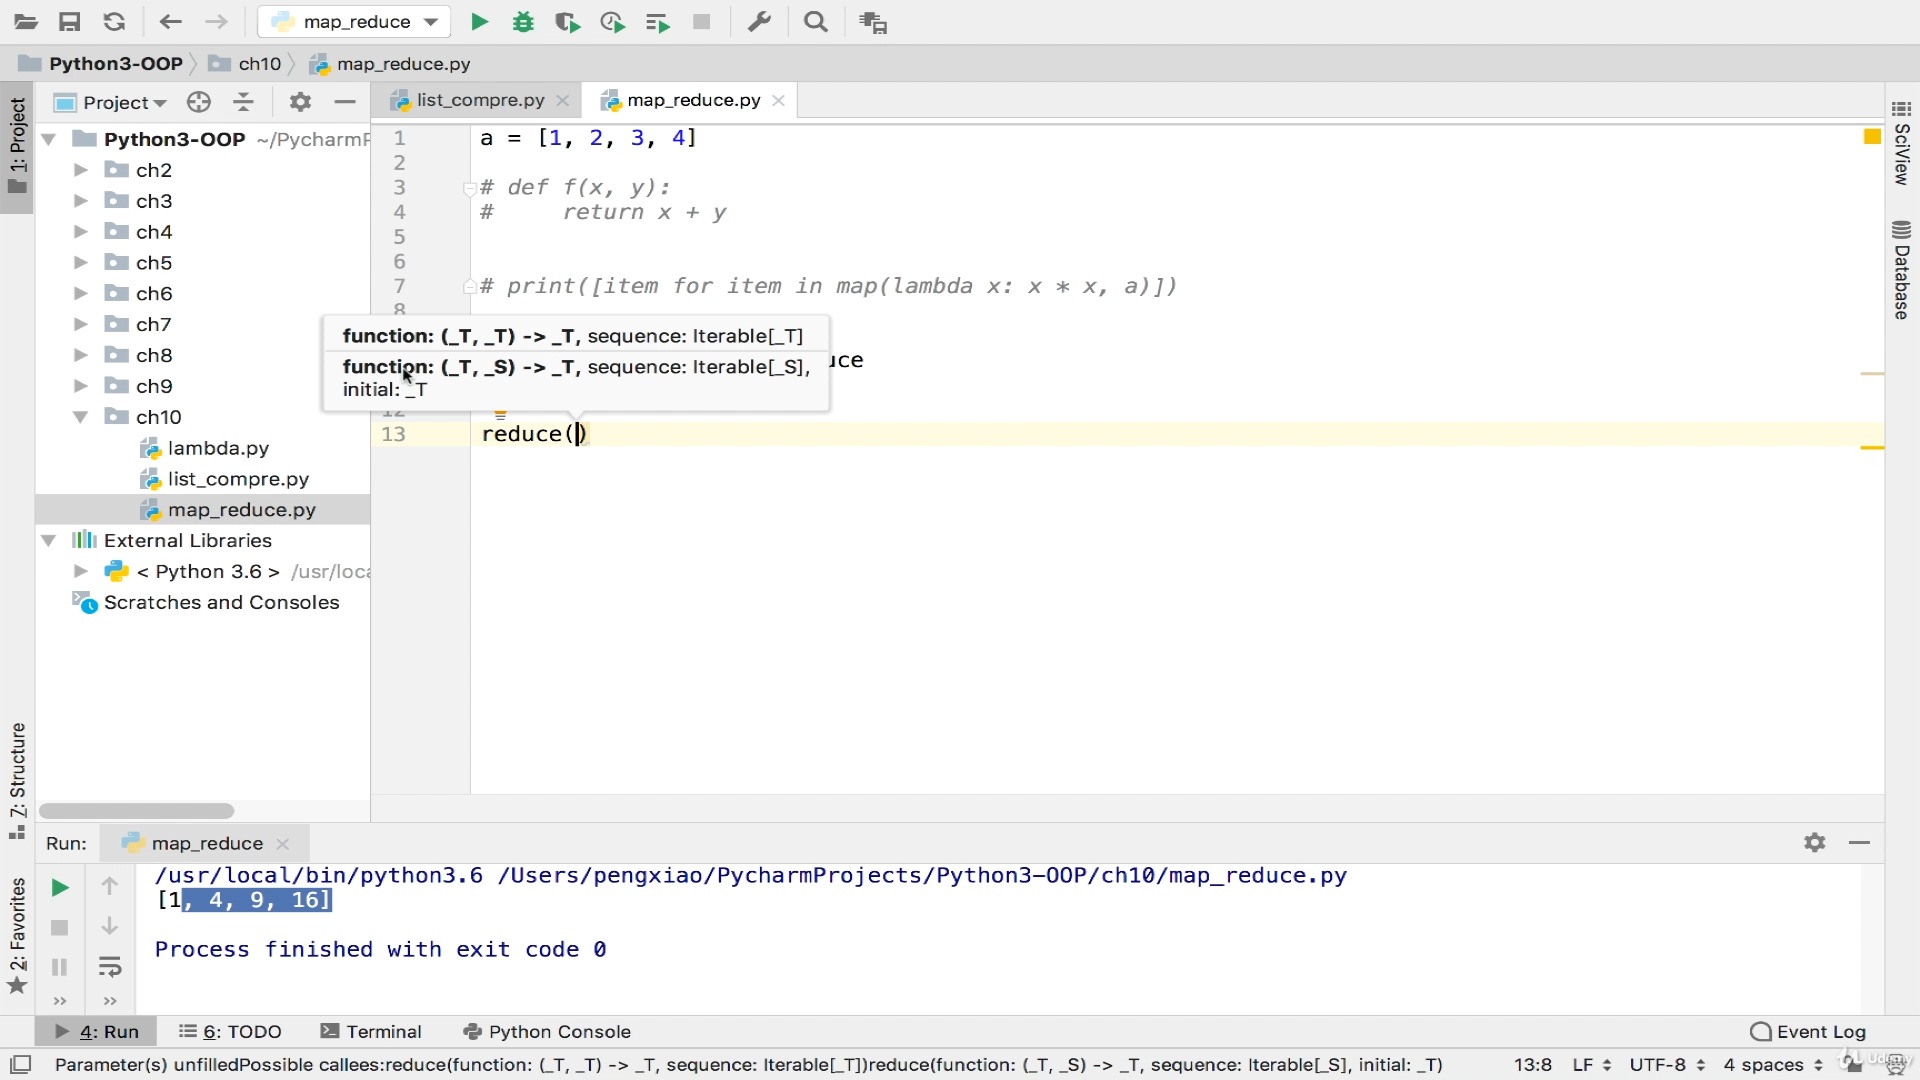 map_reduce
Python3-OOP
ch10
map_reduce.py
1: Project
Project
list_compre.py
map_reduce.py
Python3-OOP ~/PycharmP
ch2
ch3
ch4
ch5
ch6
ch7
ch8
ch9
ch10
lambda.py
list_compre.py
map_reduce.py
External Libraries
< Python 3.6 > /usr/loca
Scratches and Consoles
1 a = [1, 2, 3, 4]
2
3 # def f(x, y):
4 #     return x + y
5
6
7 # print([item for item in map(lambda x: x * x, a)])
8
function: (_T, _T) -> _T, sequence: Iterable[_T]
function: (_T, _S) -> _T, sequence: Iterable[_S],
initial: _T
uce
12
13 reduce()
SciView
Database
Z: Structure
2: Favorites
Run: map_reduce
/usr/local/bin/python3.6 /Users/pengxiao/PycharmProjects/Python3-OOP/ch10/map_reduce.py
[1, 4, 9, 16]
Process finished with exit code 0
4: Run
6: TODO
Terminal
Python Console
Event Log
Parameter(s) unfilledPossible callees:reduce(function: (_T, _T) -> _T, sequence: Iterable[_T])reduce(function: (_T, _S) -> _T, sequence: Iterable[_S], initial: _T)
13:8 LF UTF-8 4 spaces
Udemy